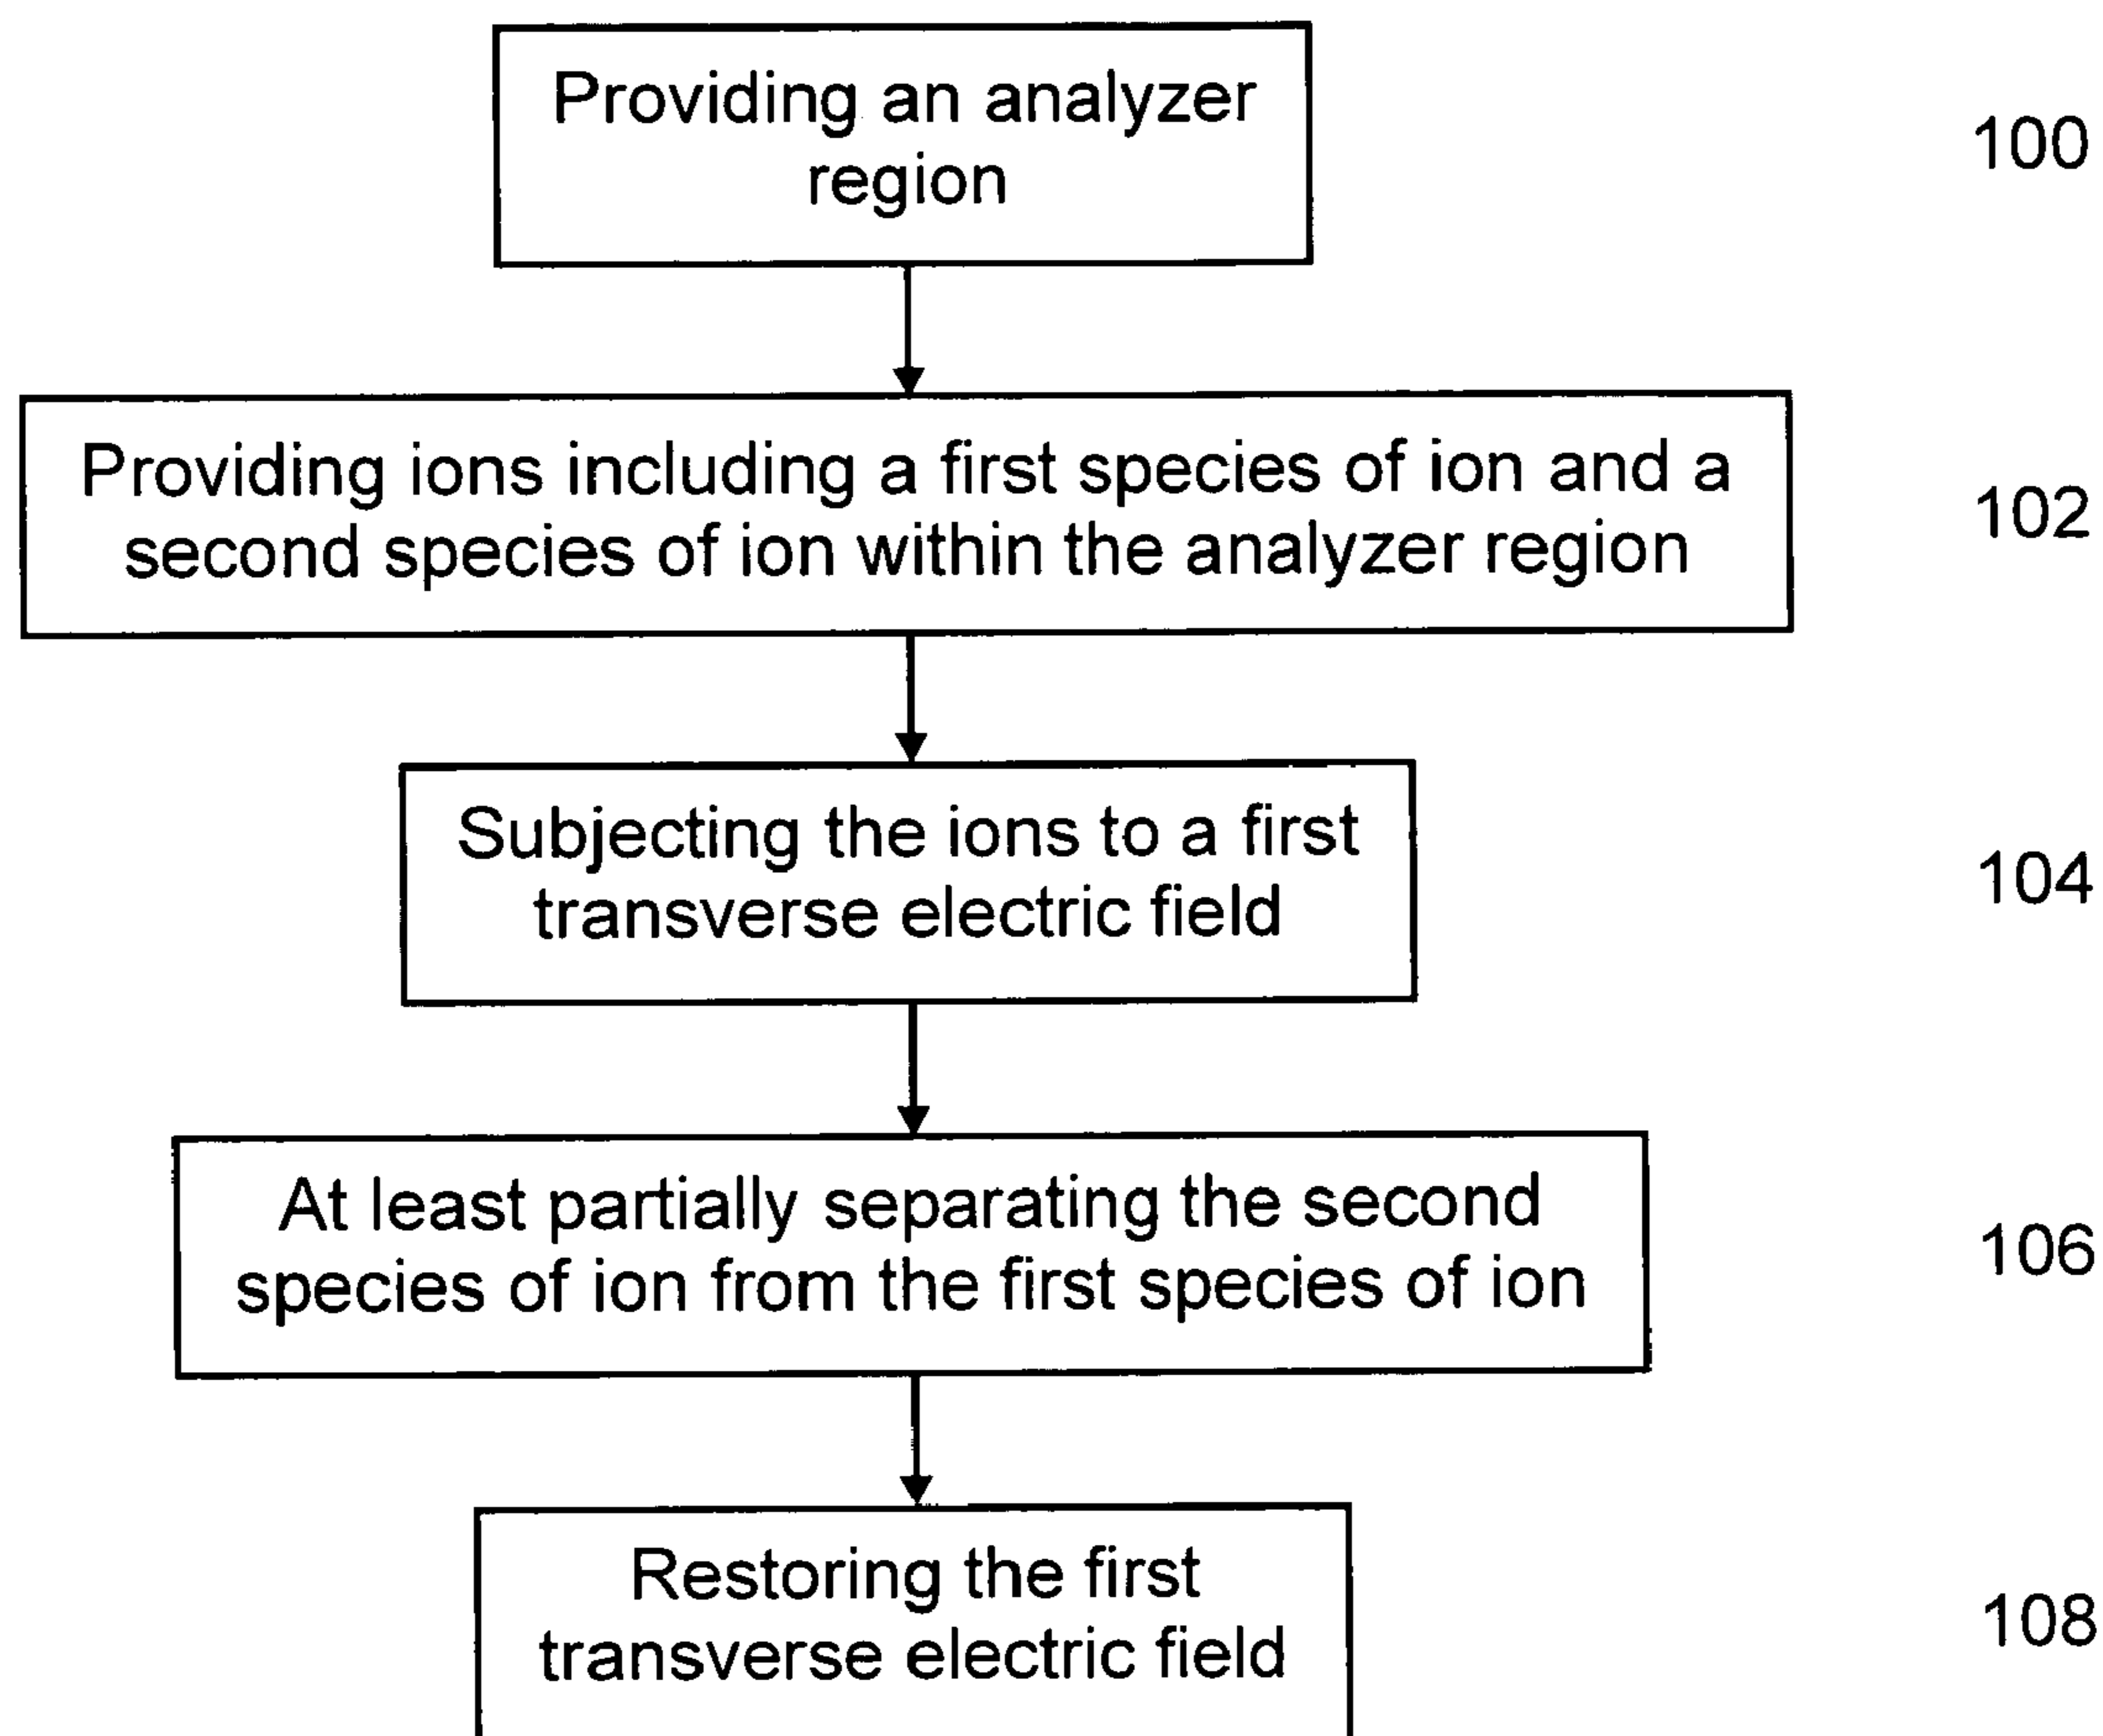 Providing an analyzer
region
100
Providing ions including a first species of ion and a
second species of ion within the analyzer region
102
Subjecting the ions to a first
transverse electric field
104
At least partially separating the second
species of ion from the first species of ion
106
Restoring the first
transverse electric field
108